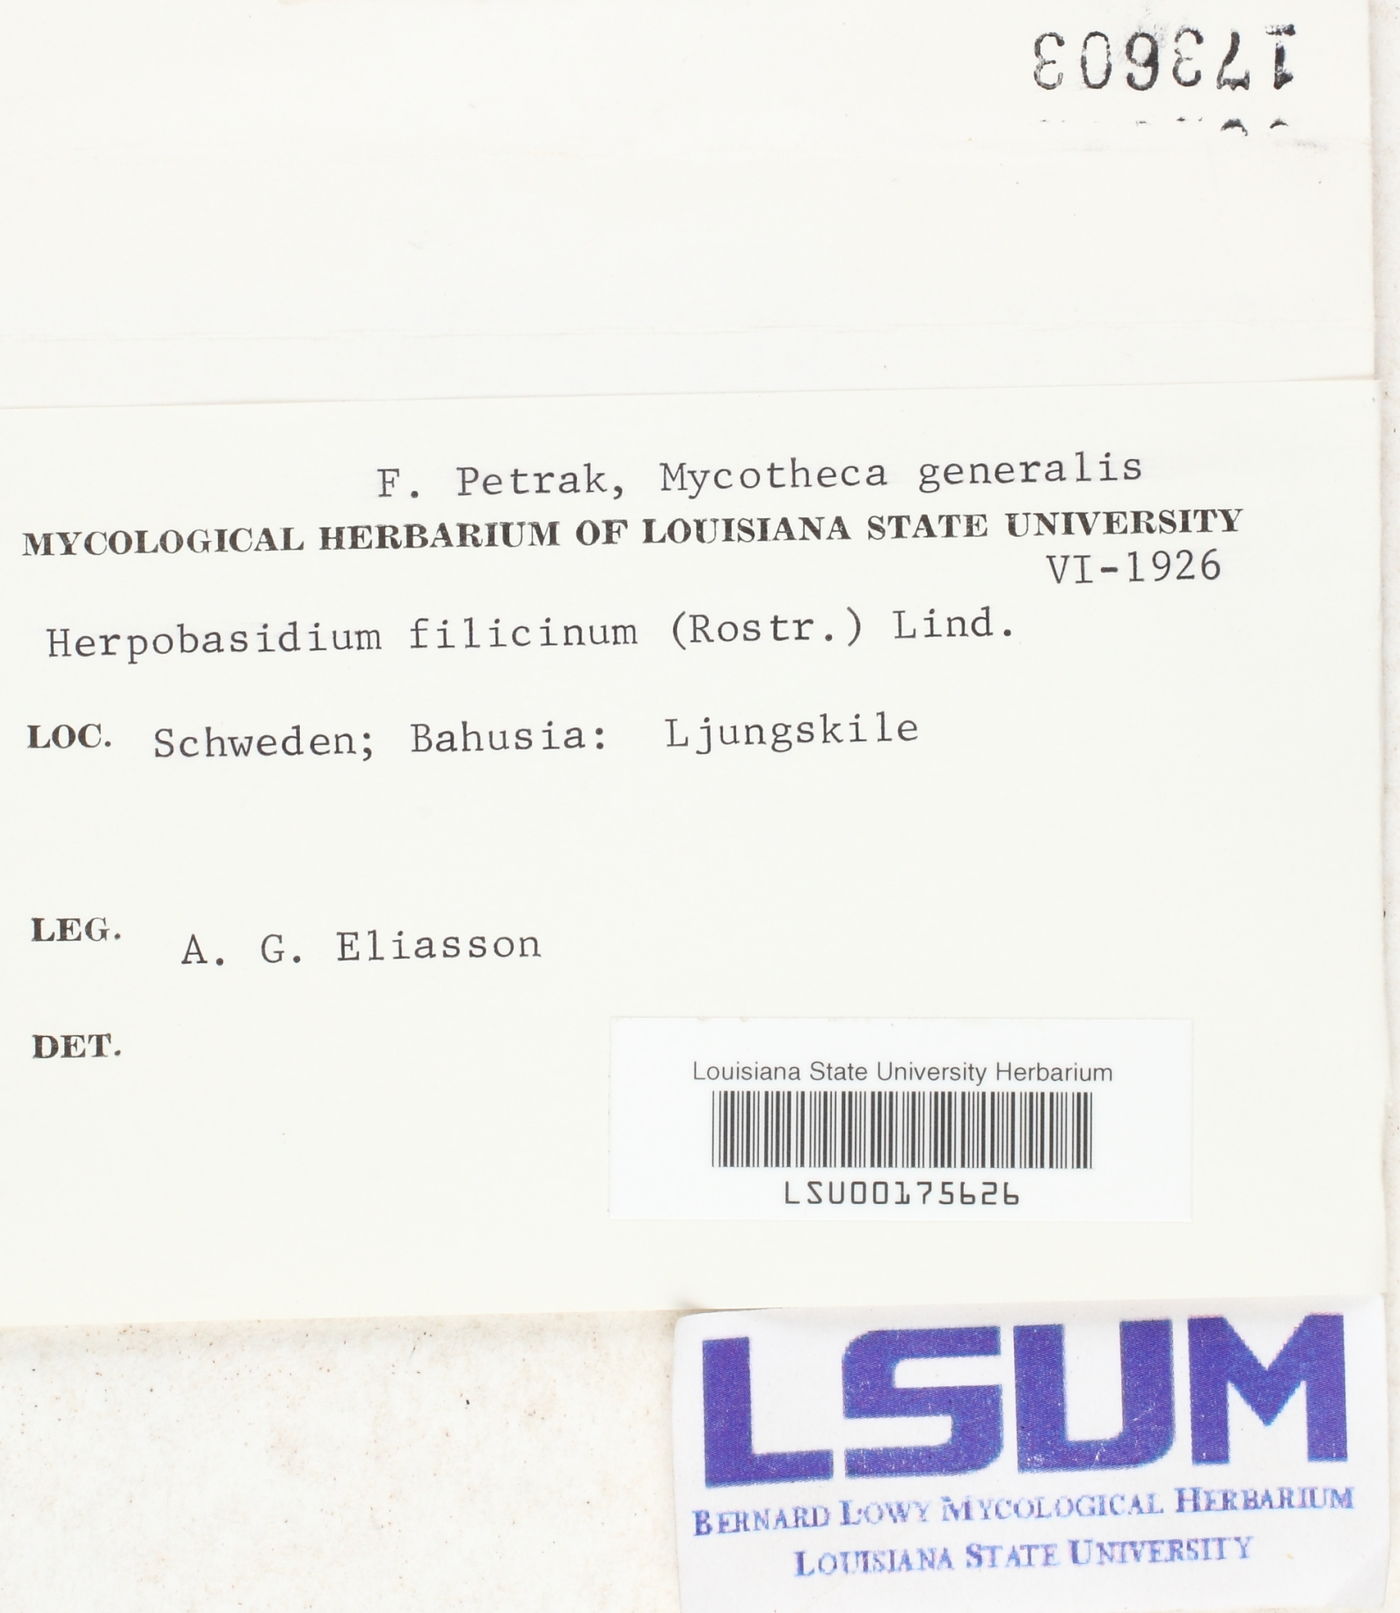 173603
F. Petrak, Mycotheca generalis
MYCOLOGICAL HERBARIUM OF LOUISIANA STATE UNIVERSITY
VI-1926
Herpobasidium filicinum (Rostr.) Lind.
LOC. Schweden; Bahusia: Ljungskile
LEG. A. G. Eliasson
DET.
Louisiana State University Herbarium
LSU00175626
LSUM
BERNARD LOWY MYCOLOGICAL HERBARIUM
LOUISIANA STATE UNIVERSITY